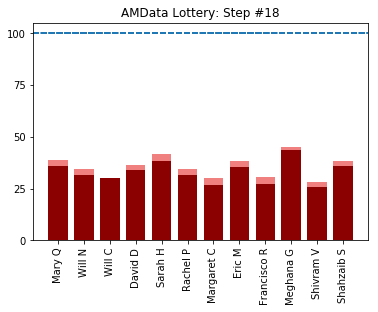 AMData Lottery: Step #18
100
75
50
25
0
Mary Q
Will N
Will C
David D
Sarah H
Rachel P
Margaret C
Eric M
Francisco R
Meghana G
Shivram V
Shahzaib S